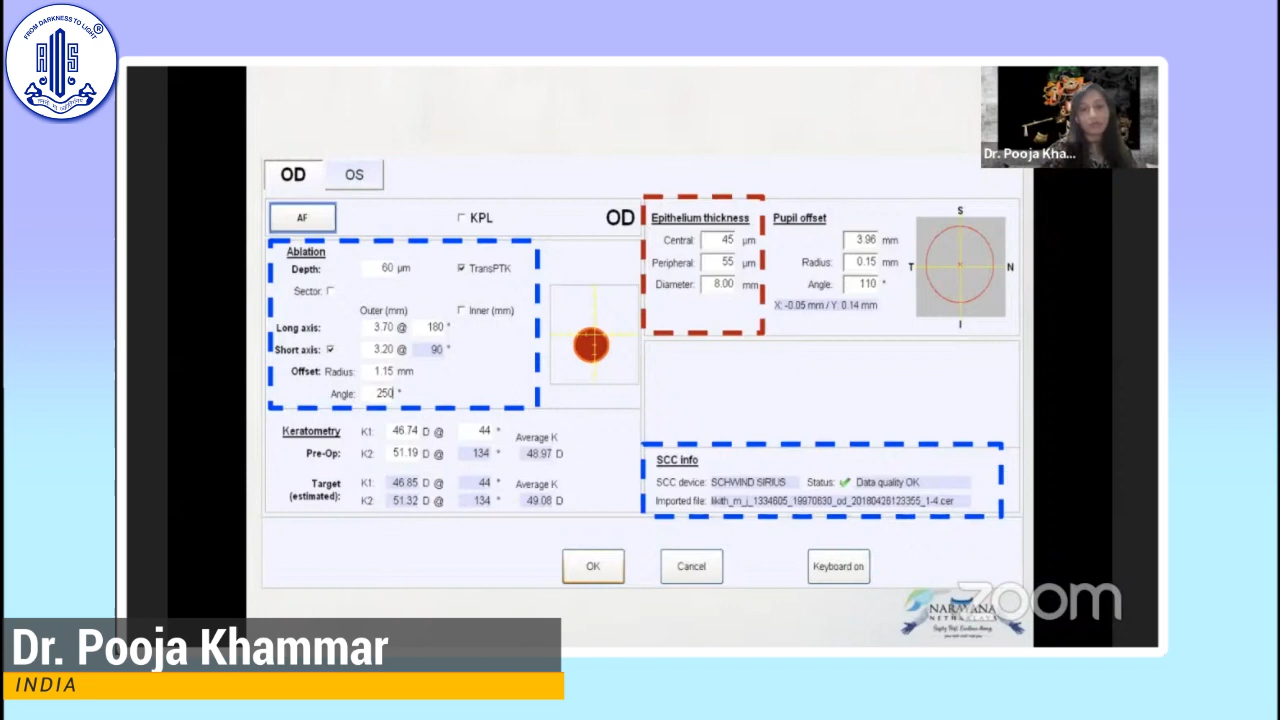 FROM DARKNESS TO LIGHT
AIOS
®
Dr. Pooja Kha...
OD OS
AF KPL OD
Ablation
Depth: 60 µm TransPTK
Sector:
Outer (mm) Inner (mm)
Long axis: 3.70 @ 180 °
Short axis: 3.20 @ 90 °
Offset: Radius: 1.15 mm
Angle: 250 °
Epithelium thickness
Central: 45 µm
Peripheral: 55 µm
Diameter: 8.00 mm
Pupil offset
3.96 mm
Radius: 0.15 mm
Angle: 110 °
X: -0.05 mm / Y: 0.14 mm
S
T N
I
Keratometry K1: 46.74 D @ 44 ° Average K
Pre-Op: K2: 51.19 D @ 134 ° 48.97 D
Target (estimated): K1: 46.85 D @ 44 ° Average K
K2: 51.32 D @ 134 ° 49.08 D
SCC info
SCC device: SCHWIND SIRIUS Status: Data quality OK
Imported file: likith_m_j_1334605_19970830_od_20180426123355_1-4.cer
OK Cancel Keyboard on
zoom
NARAYANA
NETHRALAYA
Dr. Pooja Khammar
INDIA